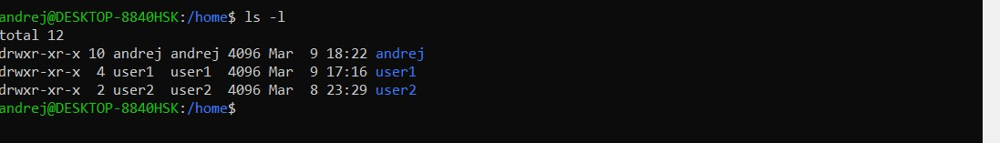 andrej@DESKTOP-8840HSK:/home$ ls -l
total 12
drwxr-xr-x 10 andrej andrej 4096 Mar  9 18:22 andrej
drwxr-xr-x  4 user1  user1  4096 Mar  9 17:16 user1
drwxr-xr-x  2 user2  user2  4096 Mar  8 23:29 user2
andrej@DESKTOP-8840HSK:/home$